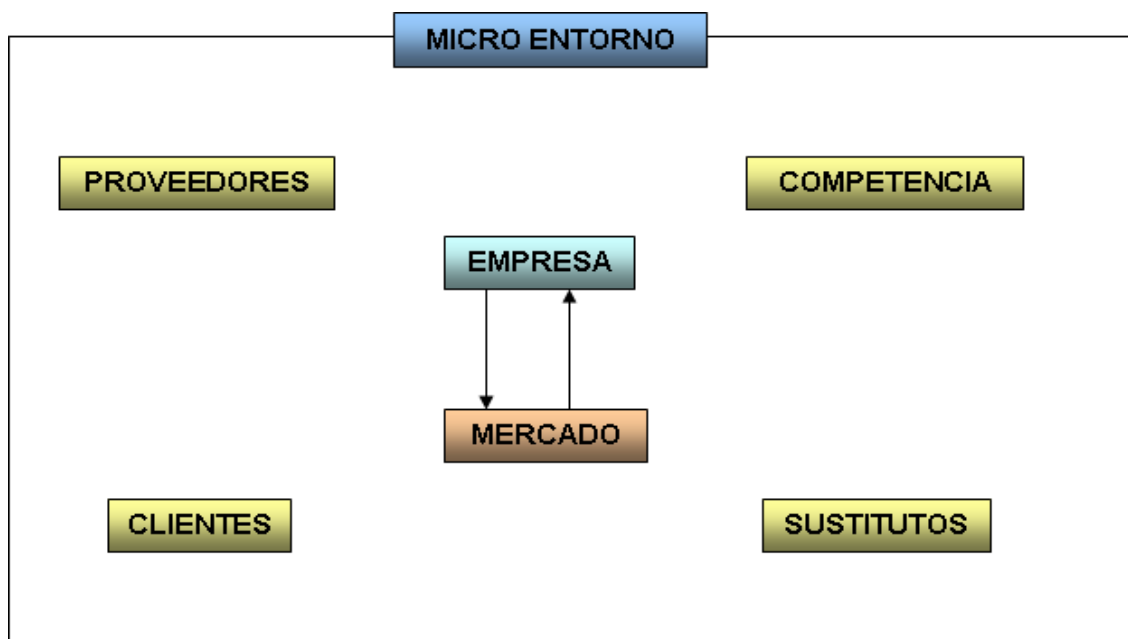 MICRO ENTORNO
PROVEEDORES
COMPETENCIA
EMPRESA
MERCADO
CLIENTES
SUSTITUTOS